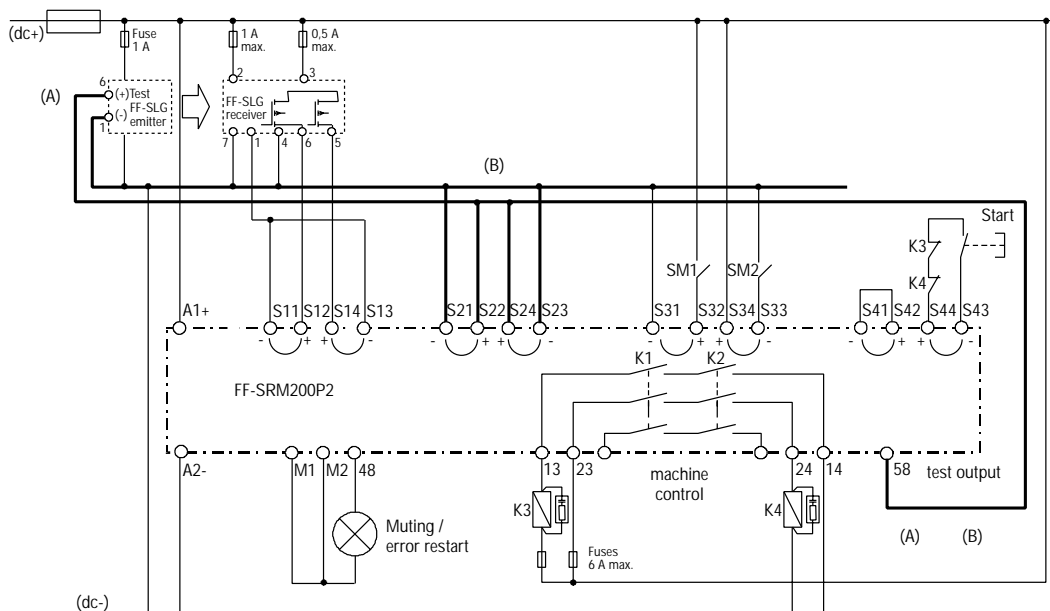 (dc+)
Fuse
1 A
1 A
max.
0,5 A
max.
2
3
6
(A)
(+) Test
FF-SLG
emitter
(-)
1
FF-SLG
receiver
7
1
4
6
5
(B)
Start
K3
K4
SM1
SM2
A1+
S11
S12
S14
S13
S21
S22
S24
S23
S31
S32
S34
S33
S41
S42
S44
S43
- + + -
- + + -
- + + -
- + + -
K1
K2
FF-SRM200P2
A2-
M1
M2
48
13
23
machine
control
24
14
58
test output
K3
K4
Muting /
error restart
Fuses
6 A max.
(A)
(B)
(dc-)